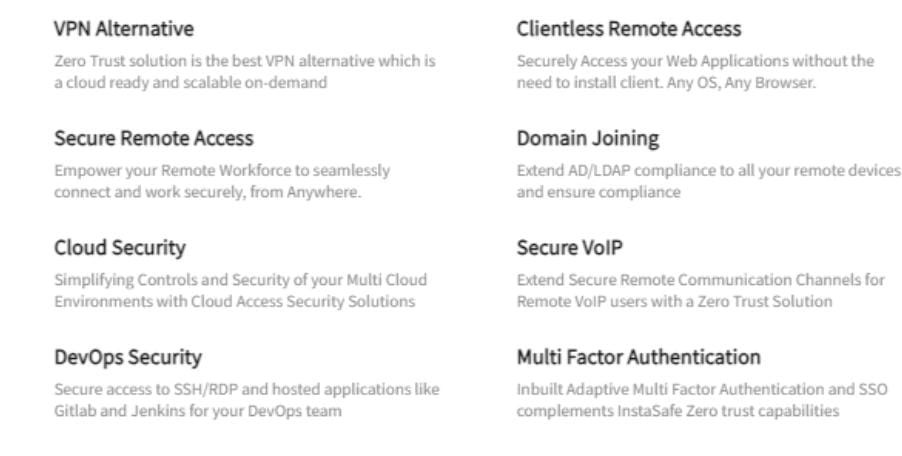 VPN Alternative
Zero Trust solution is the best VPN alternative which is
a cloud ready and scalable on-demand
Secure Remote Access
Empower your Remote Workforce to seamlessly
connect and work securely, from Anywhere.
Cloud Security
Simplifying Controls and Security of your Multi Cloud
Environments with Cloud Access Security Solutions
DevOps Security
Secure access to SSH/RDP and hosted applications like
Gitlab and Jenkins for your DevOps team
Clientless Remote Access
Securely Access your Web Applications without the
need to install client. Any OS, Any Browser.
Domain Joining
Extend AD/LDAP compliance to all your remote devices
and ensure compliance
Secure VoIP
Extend Secure Remote Communication Channels for
Remote VoIP users with a Zero Trust Solution
Multi Factor Authentication
Inbuilt Adaptive Multi Factor Authentication and SSO
complements InstaSafe Zero trust capabilities